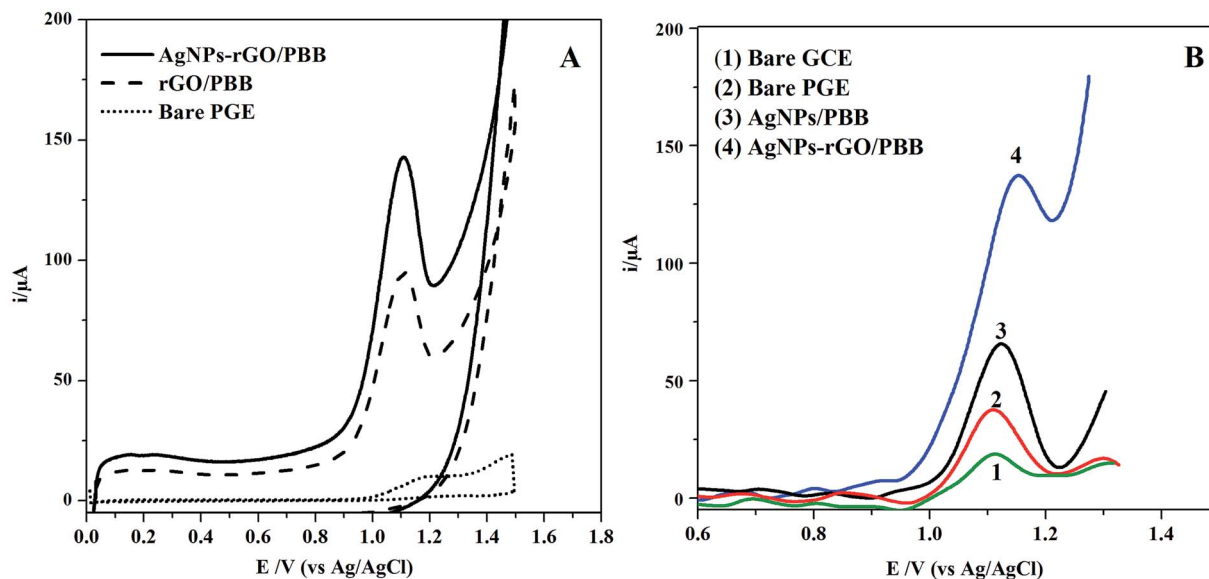 A
AgNPs-rGO/PBB
rGO/PBB
Bare PGE
200
150
100
50
0
i/µA
0.0 0.2 0.4 0.6 0.8 1.0 1.2 1.4 1.6 1.8
E /V (vs Ag/AgCl)
B
(1) Bare GCE
(2) Bare PGE
(3) AgNPs/PBB
(4) AgNPs-rGO/PBB
4
3
2
1
200
150
100
50
0
i/µA
0.6 0.8 1.0 1.2 1.4
E /V (vs Ag/AgCl)